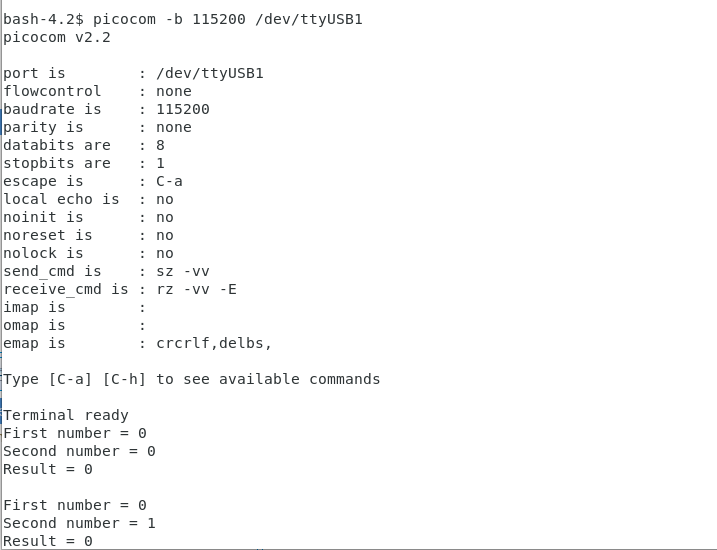 bash-4.2$ picocom -b 115200 /dev/ttyUSB1
picocom v2.2
port is        : /dev/ttyUSB1
flowcontrol    : none
baudrate is    : 115200
parity is      : none
databits are   : 8
stopbits are   : 1
escape is      : C-a
local echo is  : no
noinit is      : no
noreset is     : no
nolock is      : no
send_cmd is    : sz -vv
receive_cmd is : rz -vv -E
imap is        :
omap is        :
emap is        : crcrlf,delbs,
Type [C-a] [C-h] to see available commands
Terminal ready
First number = 0
Second number = 0
Result = 0
First number = 0
Second number = 1
Result = 0